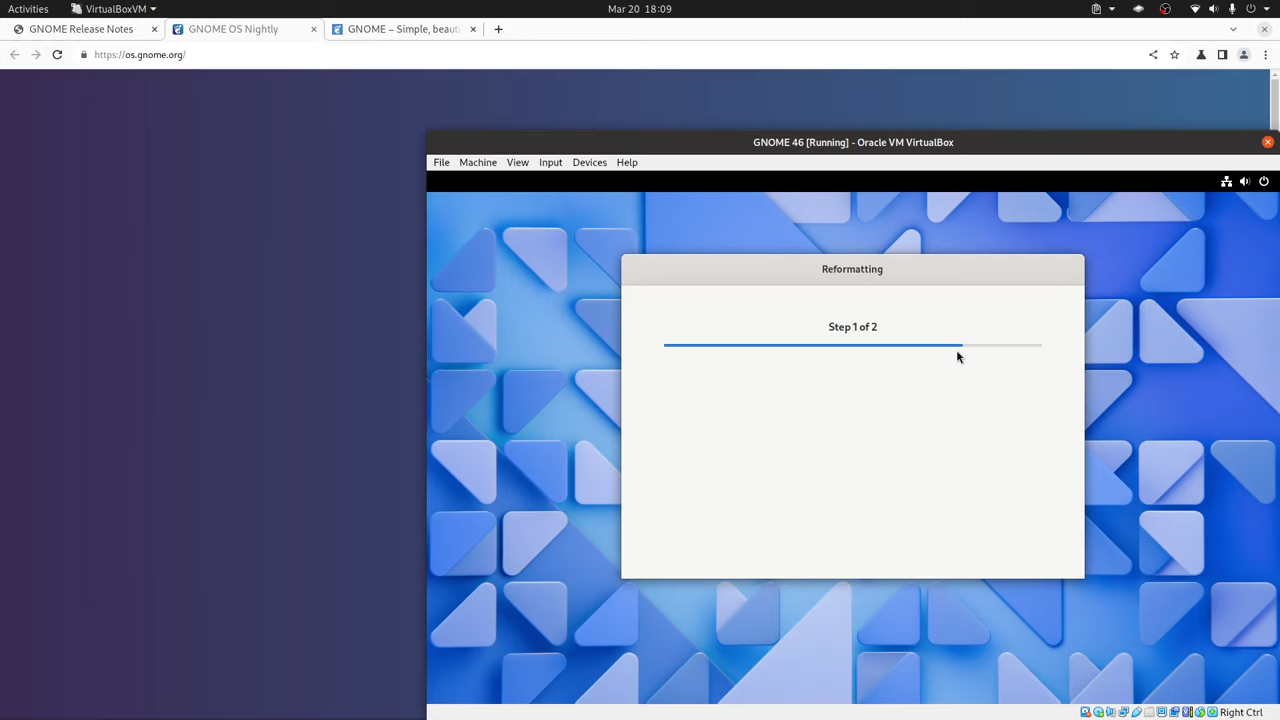 Activities
VirtualBoxVM
Mar 20 18:09
GNOME Release Notes
GNOME OS Nightly
GNOME – Simple, beauti
https://os.gnome.org/
GNOME 46 [Running] - Oracle VM VirtualBox
File Machine View Input Devices Help
Reformatting
Step 1 of 2
Right Ctrl